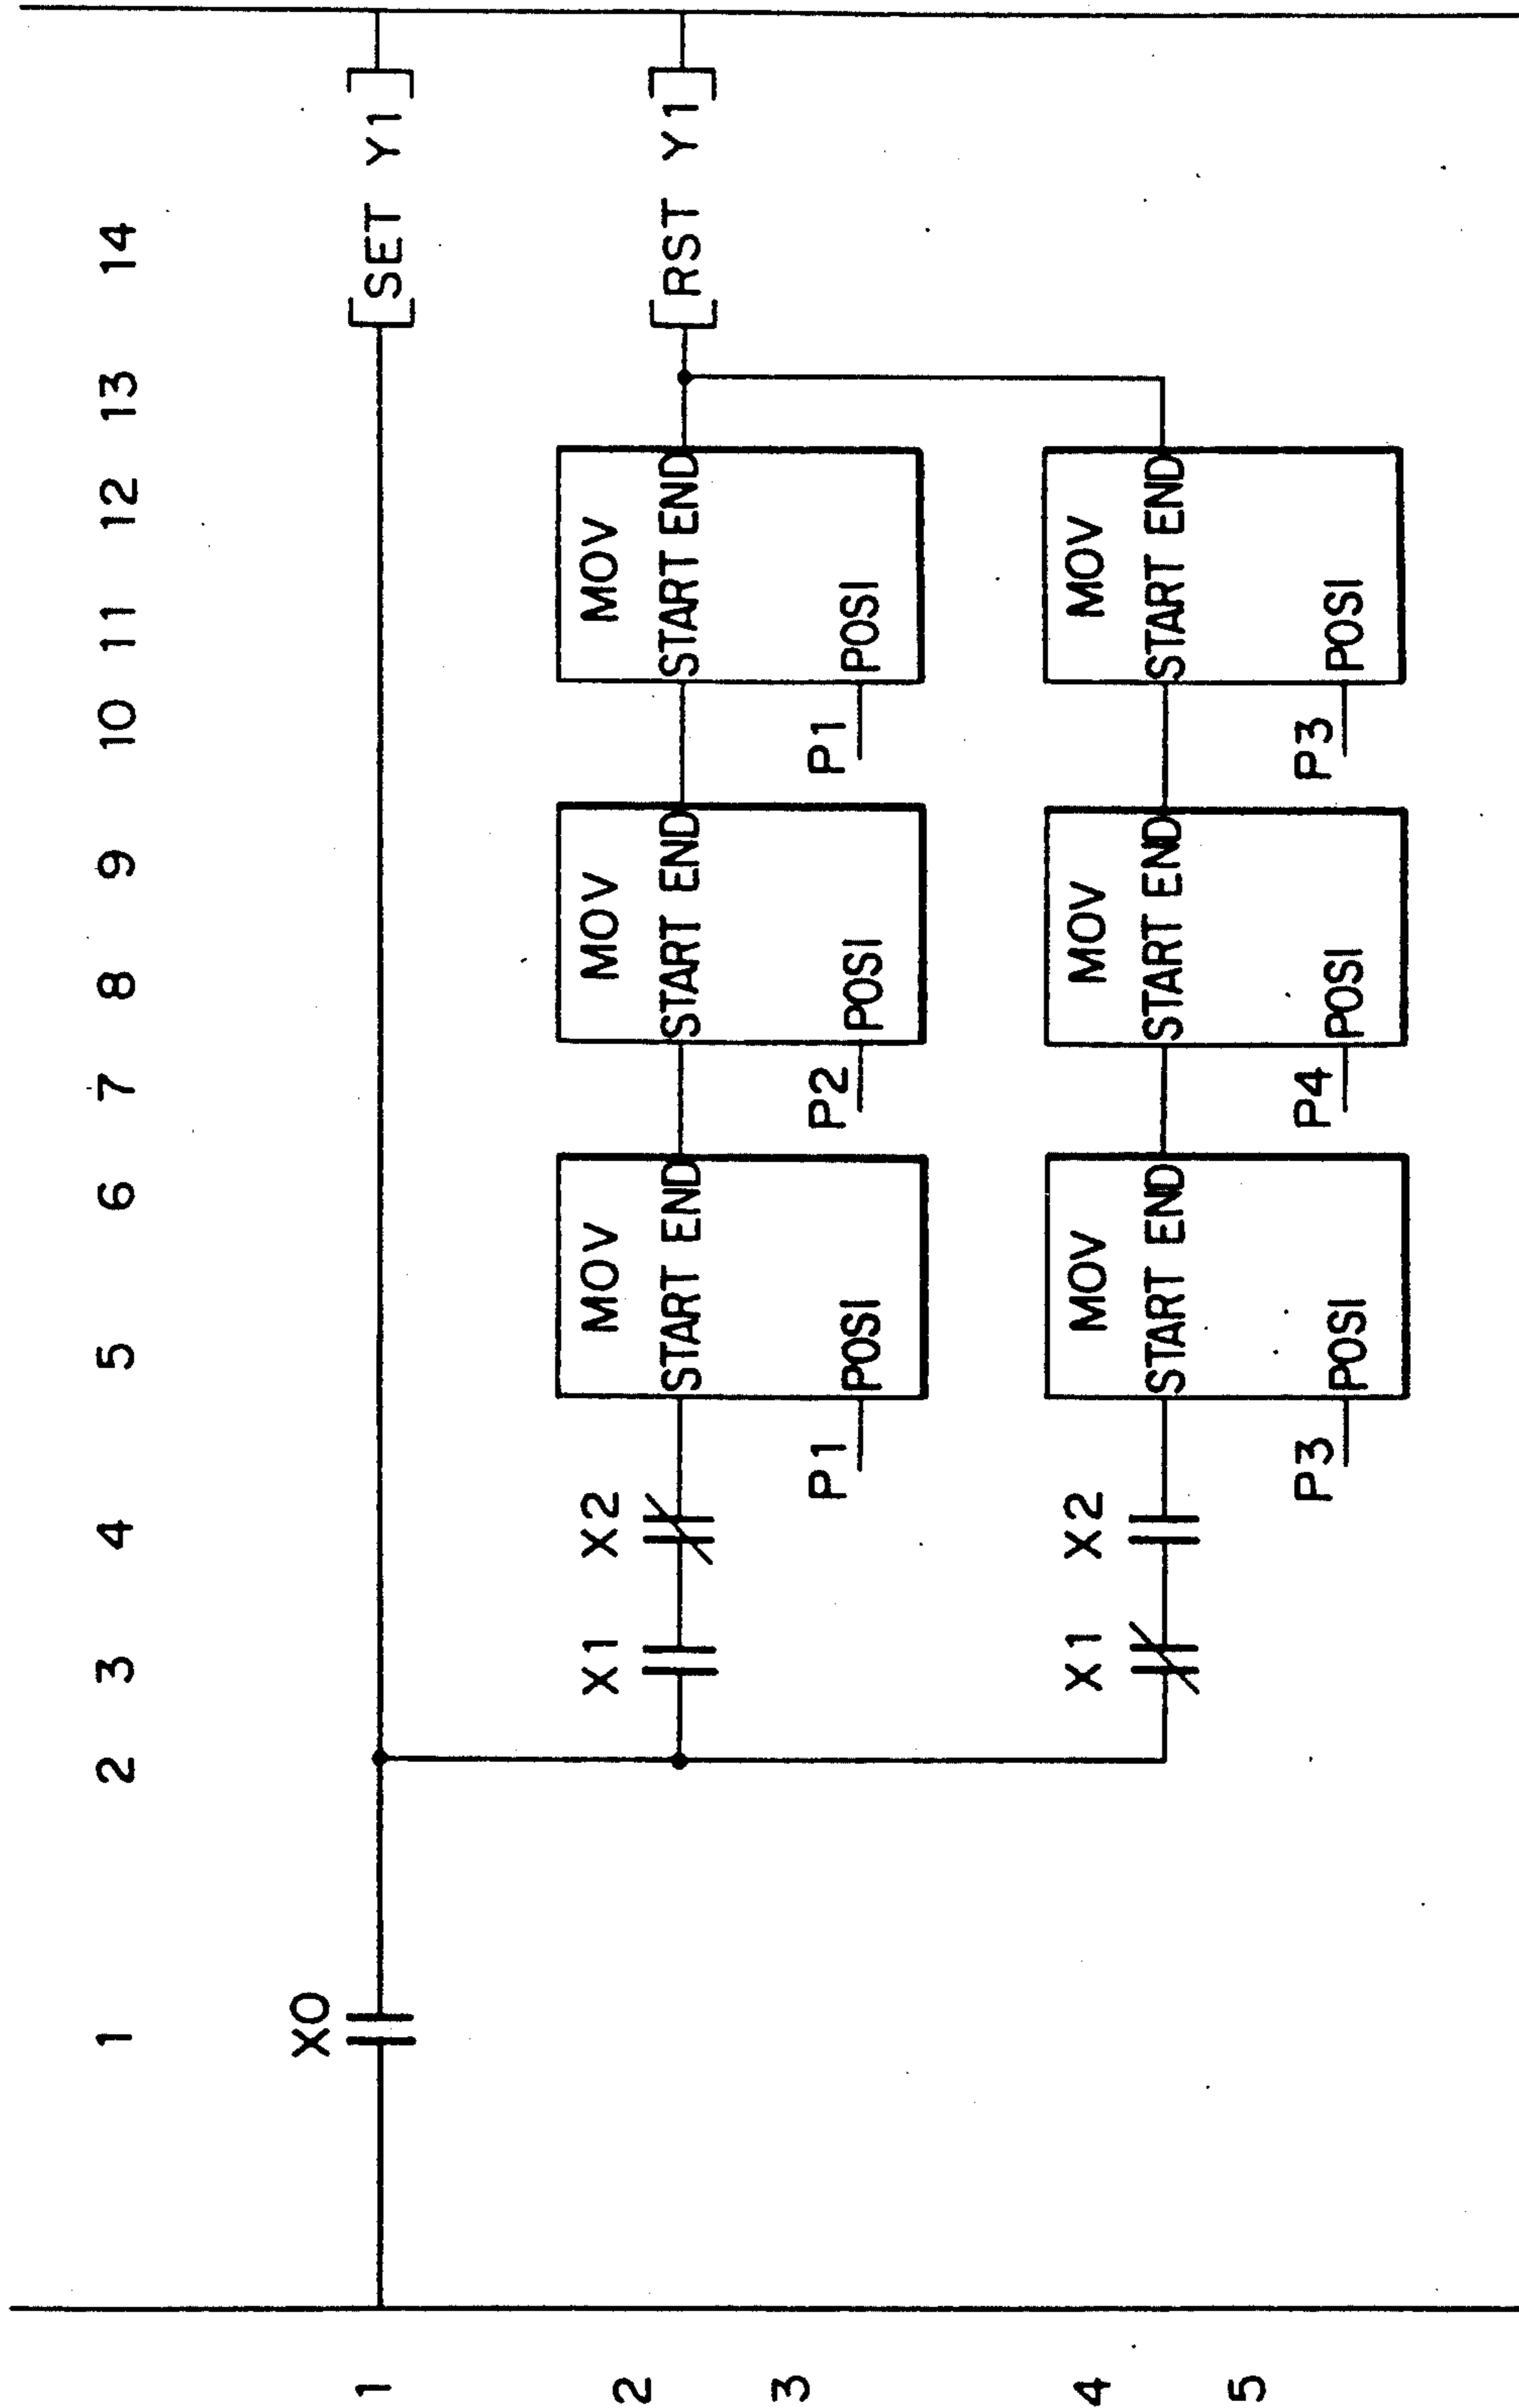 1 2 3 4 5 6 7 8 9 10 11 12 13 14
1
X0
[SET Y1]
2
X1 X2
MOV MOV MOV
START END START END START END
[RST Y1]
3
P1 POSI P2 POSI P1 POSI
4
X1 X2
MOV MOV MOV
START END START END START END
5
P3 POSI P4 POSI P3 POSI